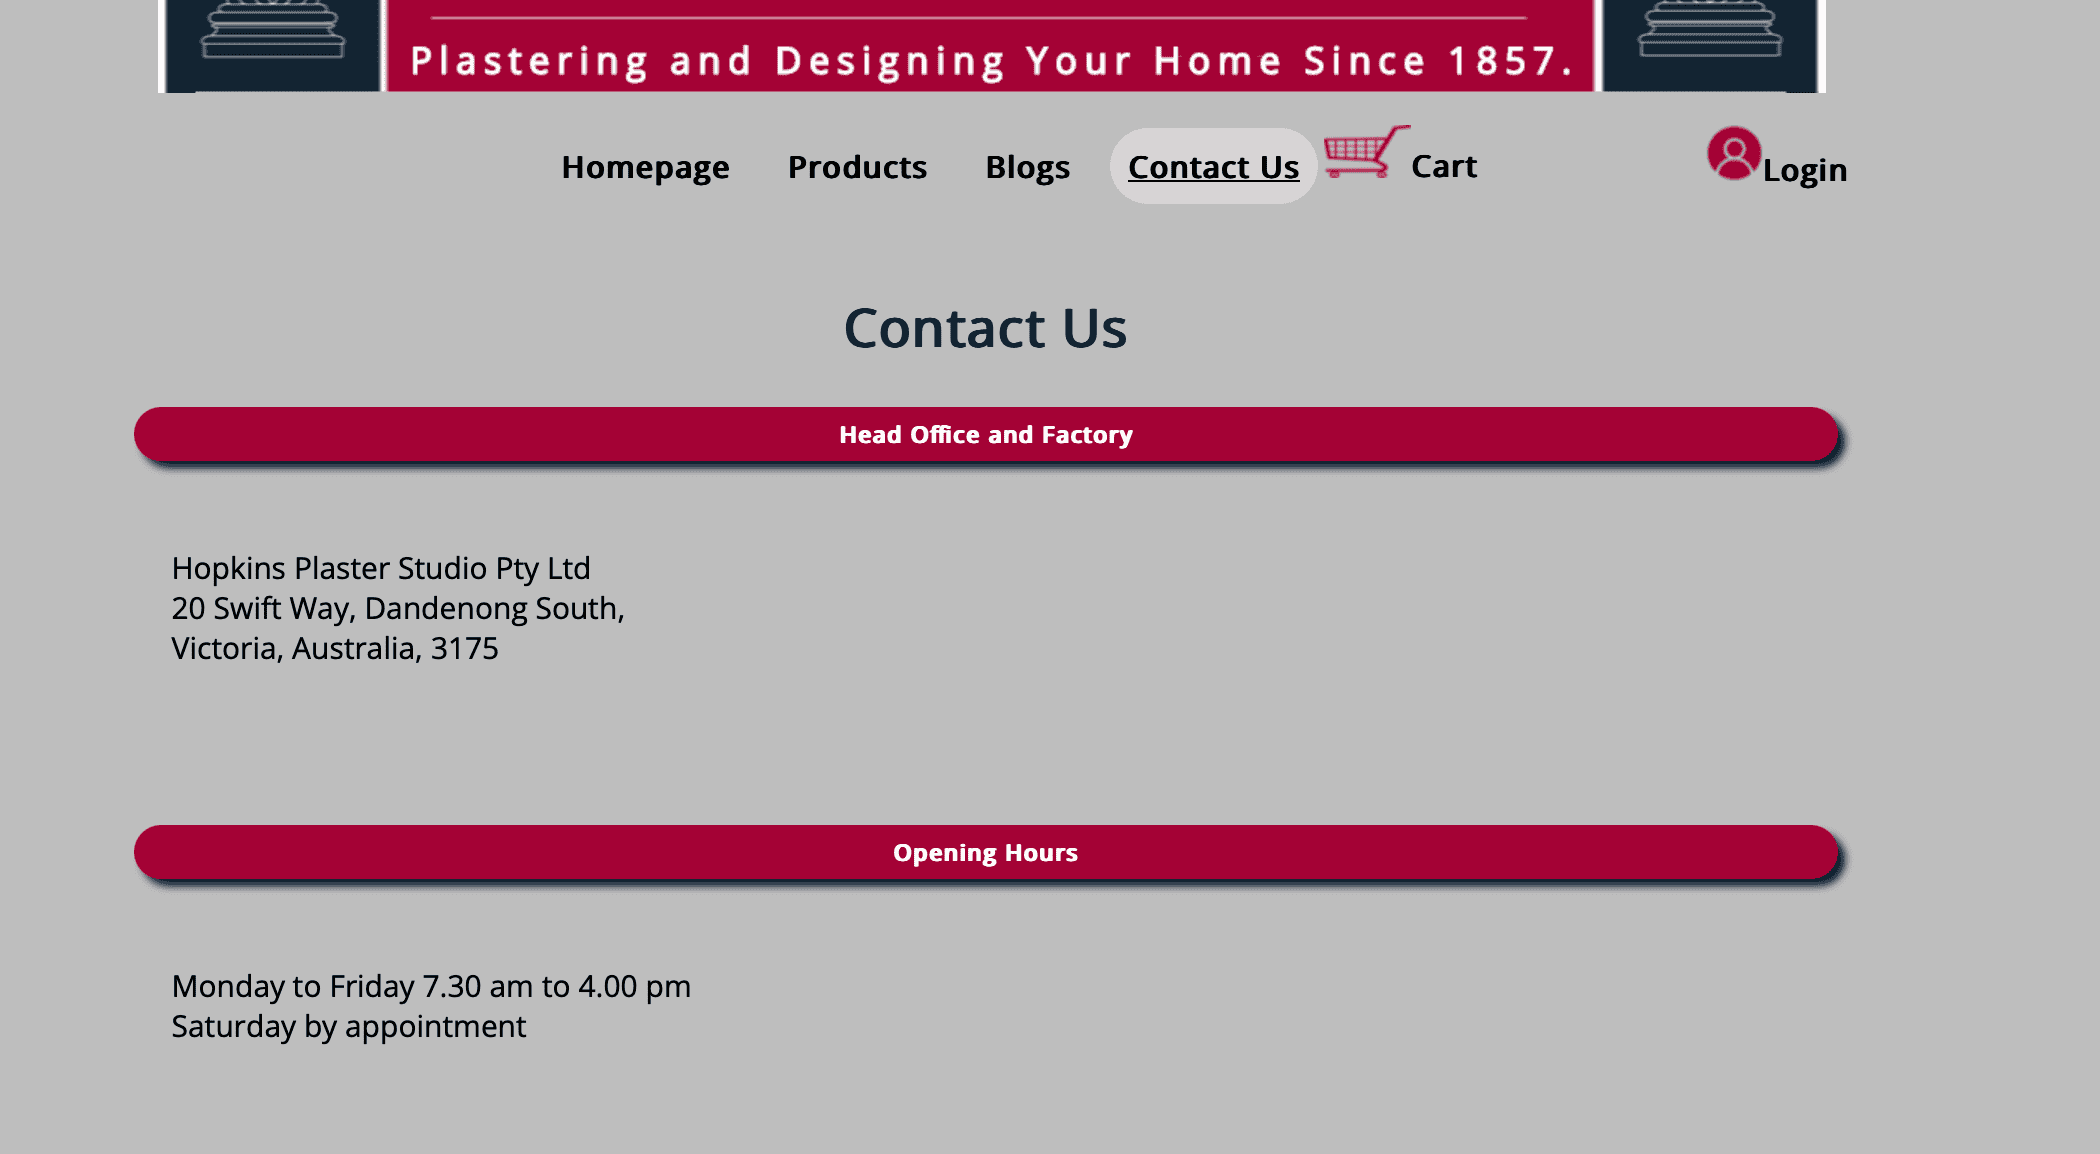 Plastering and Designing Your Home Since 1857.
Homepage Products Blogs Contact Us Cart Login
Contact Us
Head Office and Factory
Hopkins Plaster Studio Pty Ltd
20 Swift Way, Dandenong South,
Victoria, Australia, 3175
Opening Hours
Monday to Friday 7.30 am to 4.00 pm
Saturday by appointment